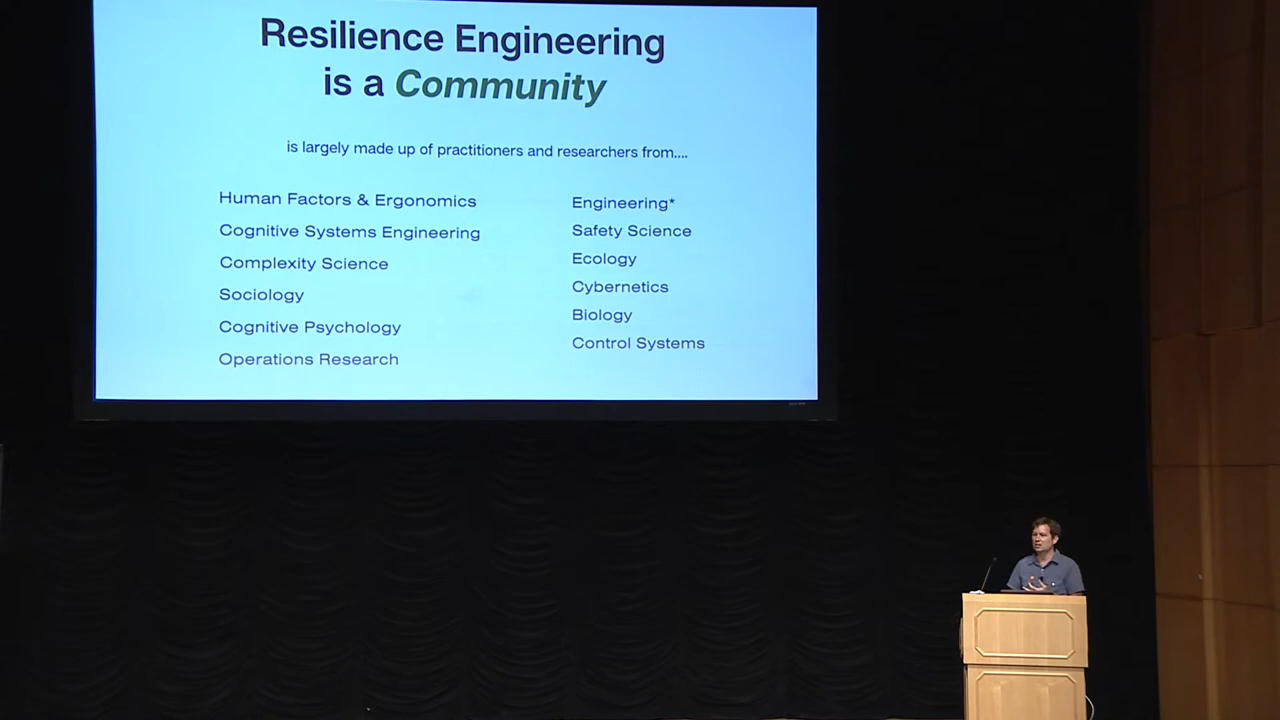 Resilience Engineering
is a Community
is largely made up of practitioners and researchers from....
Human Factors & Ergonomics
Cognitive Systems Engineering
Complexity Science
Sociology
Cognitive Psychology
Operations Research
Engineering*
Safety Science
Ecology
Cybernetics
Biology
Control Systems